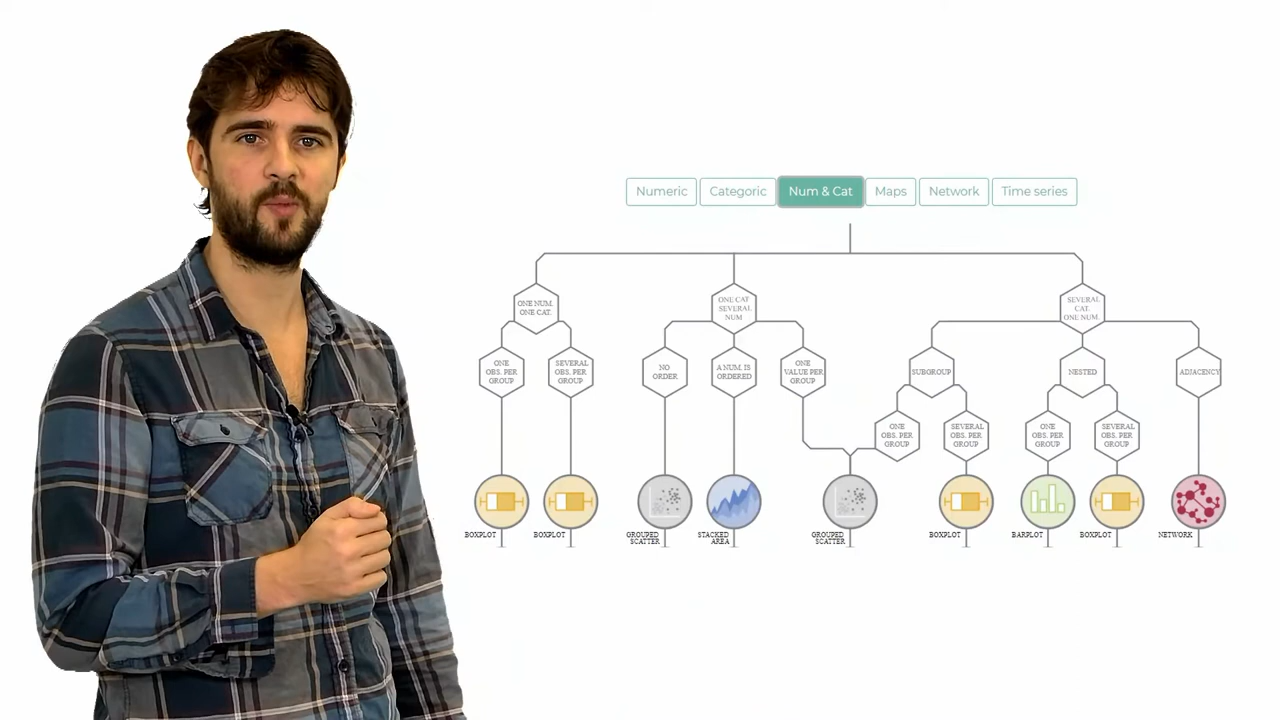 Numeric
Categoric
Num & Cat
Maps
Network
Time series
ONE NUM.
ONE CAT.
ONE CAT
SEVERAL
NUM
SEVERAL
CAT.
ONE NUM.
ONE
OBS. PER
GROUP
SEVERAL
OBS. PER
GROUP
NO
ORDER
A NUM. IS
ORDERED
ONE
VALUE PER
GROUP
SUBGROUP
NESTED
ADJACENCY
ONE
OBS. PER
GROUP
SEVERAL
OBS. PER
GROUP
ONE
OBS. PER
GROUP
SEVERAL
OBS. PER
GROUP
BOXPLOT
BOXPLOT
GROUPED
SCATTER
STACKED
AREA
GROUPED
SCATTER
BOXPLOT
BARPLOT
BOXPLOT
NETWORK